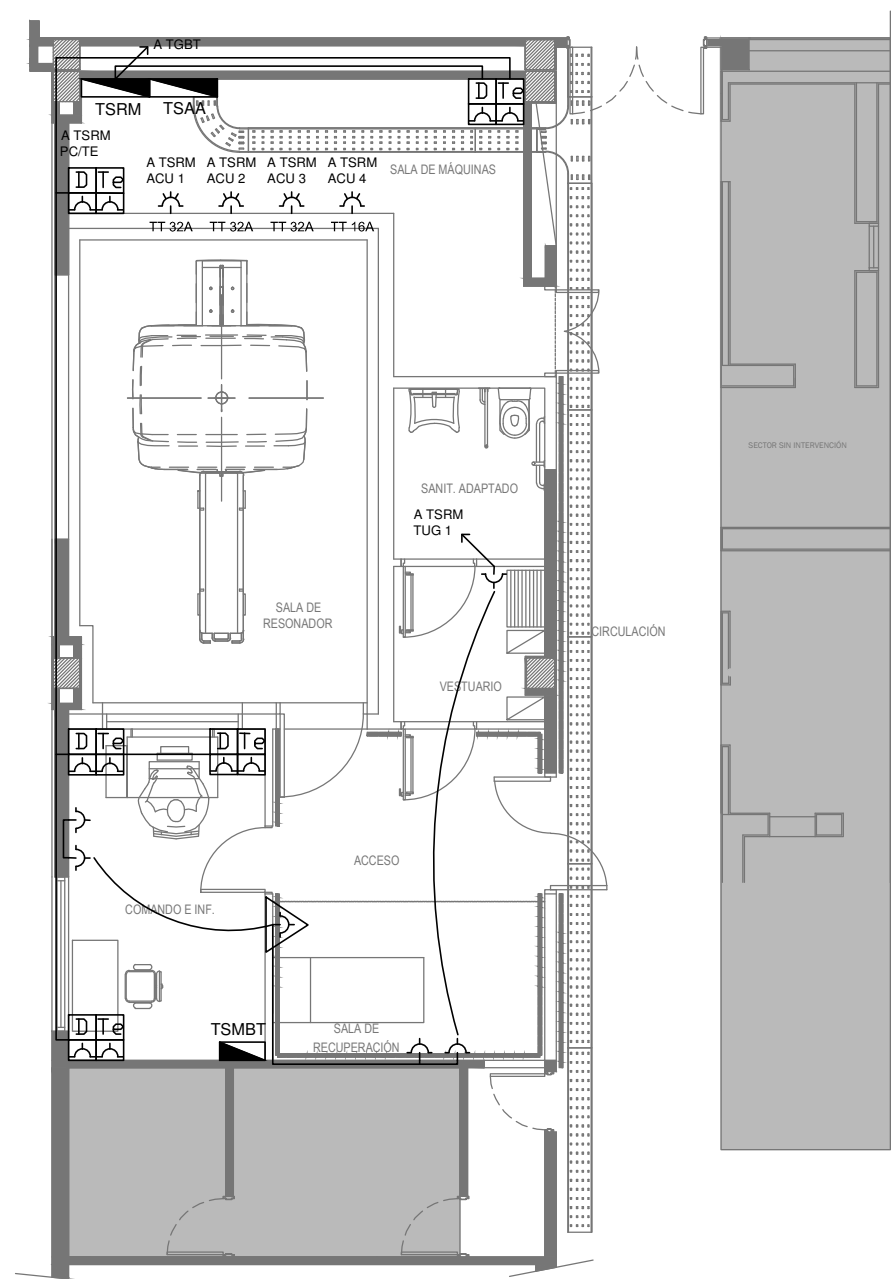 A TGBT
TSRM
TSAA
D Te
A TSRM
PC/TE
D Te
A TSRM
ACU 1
A TSRM
ACU 2
A TSRM
ACU 3
A TSRM
ACU 4
TT 32A
TT 32A
TT 32A
TT 16A
SALA DE MÁQUINAS
SECTOR SIN INTERVENCIÓN
SANIT. ADAPTADO
A TSRM
TUG 1
SALA DE
RESONADOR
CIRCULACIÓN
VESTUARIO
D Te
D Te
ACCESO
COMANDO E INF.
D Te
TSMBT
SALA DE
RECUPERACIÓN